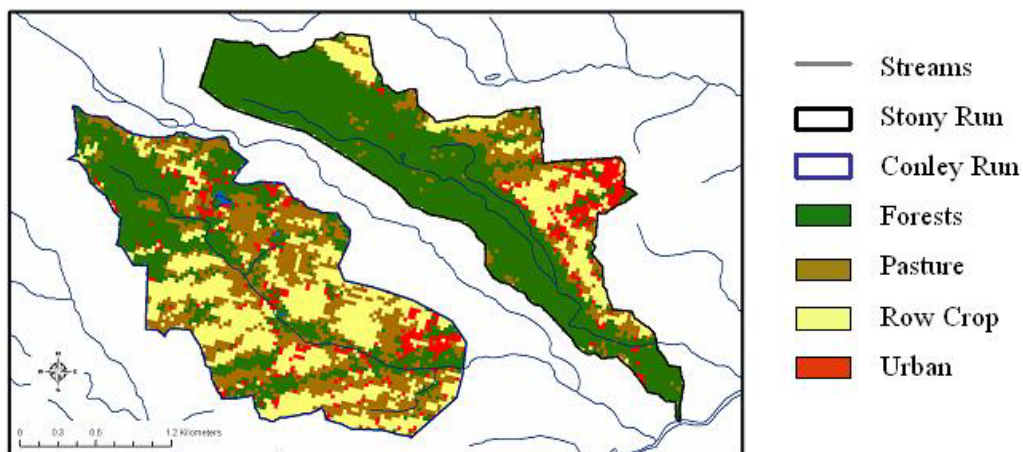 Streams
Stony Run
Conley Run
Forests
Pasture
Row Crop
Urban
N
W E
S
0 0.3 0.6 1.2 Kilometers